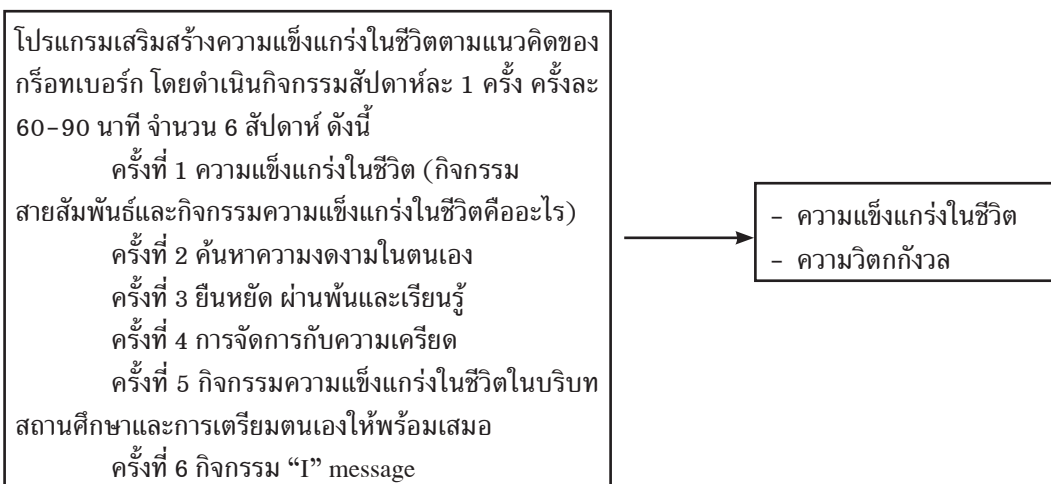 โปรแกรมเสริมสร้างความแข็งแกร่งในชีวิตตามแนวคิดของ
กร็อทเบอร์ก โดยดำเนินกิจกรรมสัปดาห์ละ 1 ครั้ง ครั้งละ
60-90 นาที จำนวน 6 สัปดาห์ ดังนี้
ครั้งที่ 1 ความแข็งแกร่งในชีวิต (กิจกรรม
สายสัมพันธ์และกิจกรรมความแข็งแกร่งในชีวิตคืออะไร)
ครั้งที่ 2 ค้นหาความงดงามในตนเอง
ครั้งที่ 3 ยืนหยัด ผ่านพ้นและเรียนรู้
ครั้งที่ 4 การจัดการกับความเครียด
ครั้งที่ 5 กิจกรรมความแข็งแกร่งในชีวิตในบริบท
สถานศึกษาและการเตรียมตนเองให้พร้อมเสมอ
ครั้งที่ 6 กิจกรรม “I” message
- ความแข็งแกร่งในชีวิต
- ความวิตกกังวล